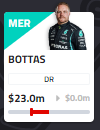 MER
BOTTAS
DR
$23.0m ▸ $0.0m